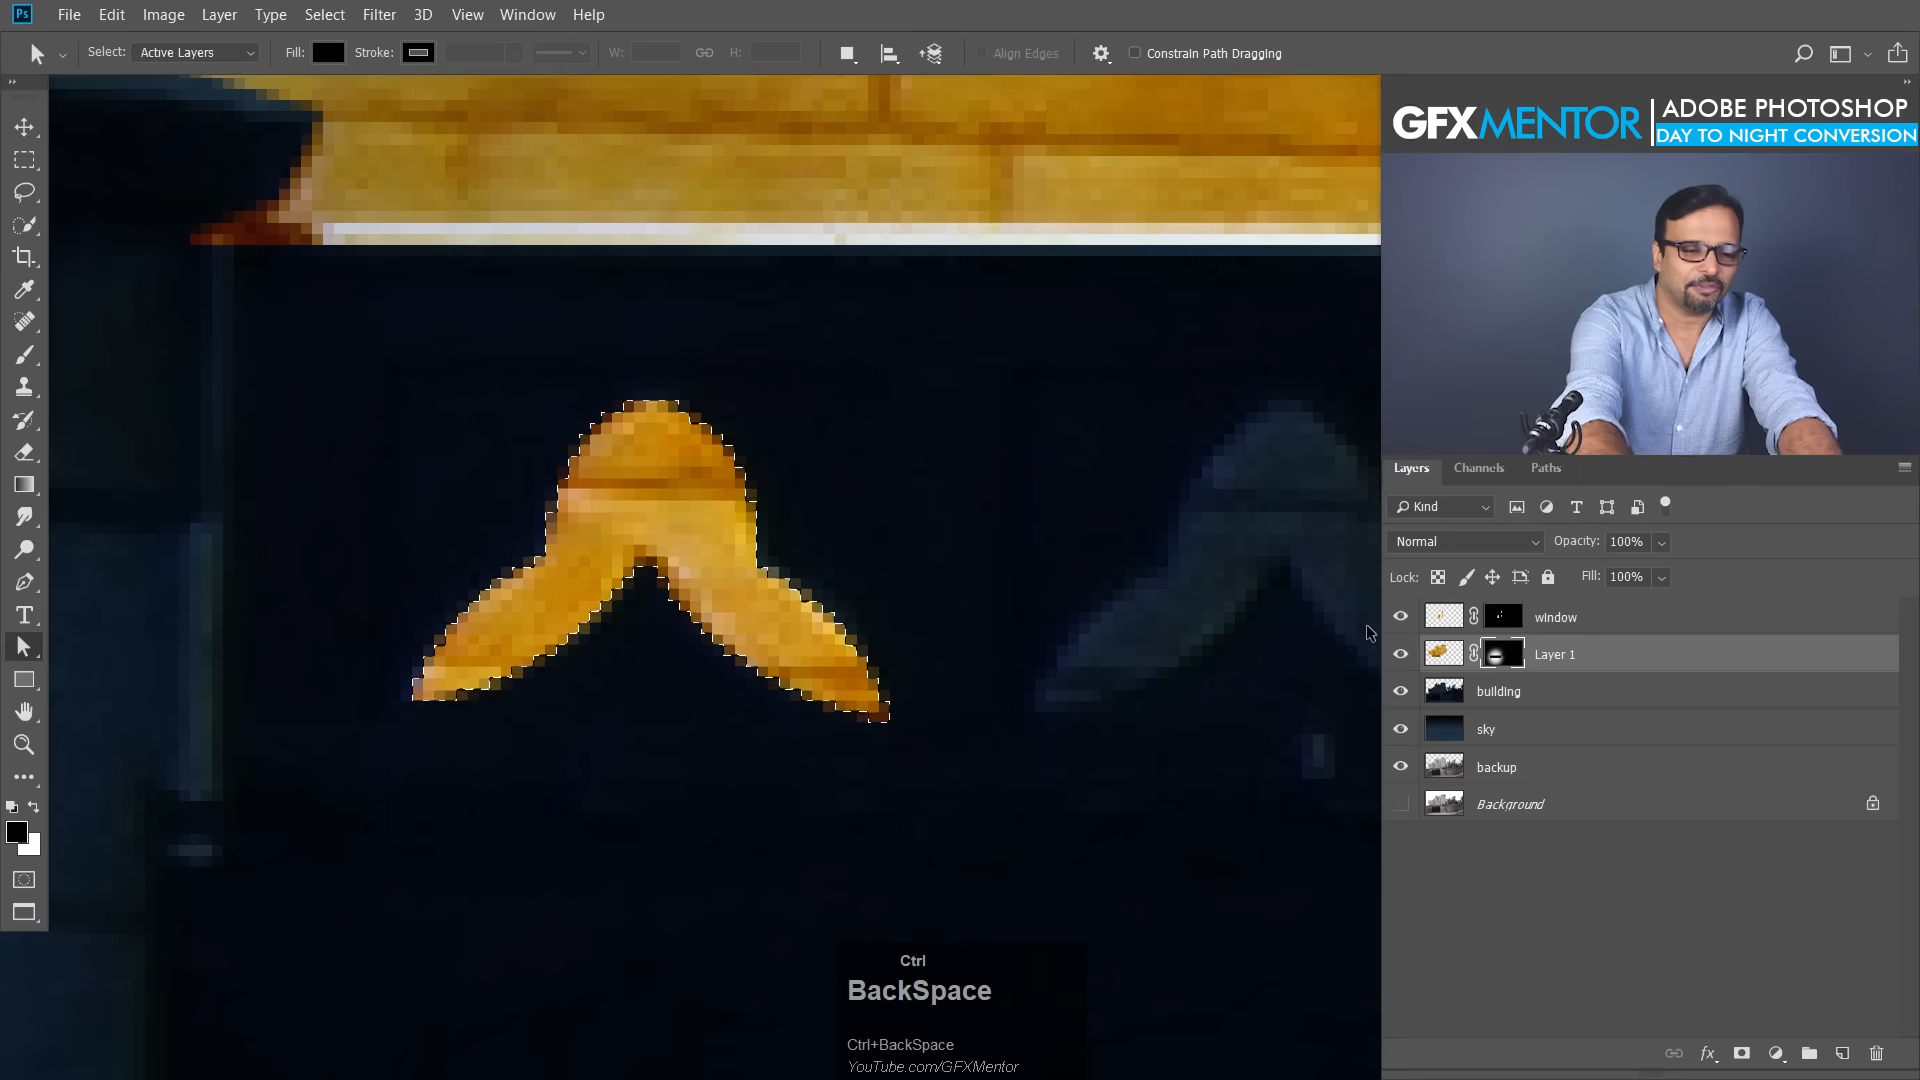 Ps File Edit Image Layer Type Select Filter 3D View Window Help
Select: Active Layers Fill: Stroke: W: H: Align Edges Constrain Path Dragging
GFXMENTOR ADOBE PHOTOSHOP
DAY TO NIGHT CONVERSION
Layers Channels Paths
Kind
Normal Opacity: 100%
Lock: Fill: 100%
window
Layer 1
building
sky
backup
Background
Ctrl
BackSpace
Ctrl+BackSpace
YouTube.com/GFXMentor